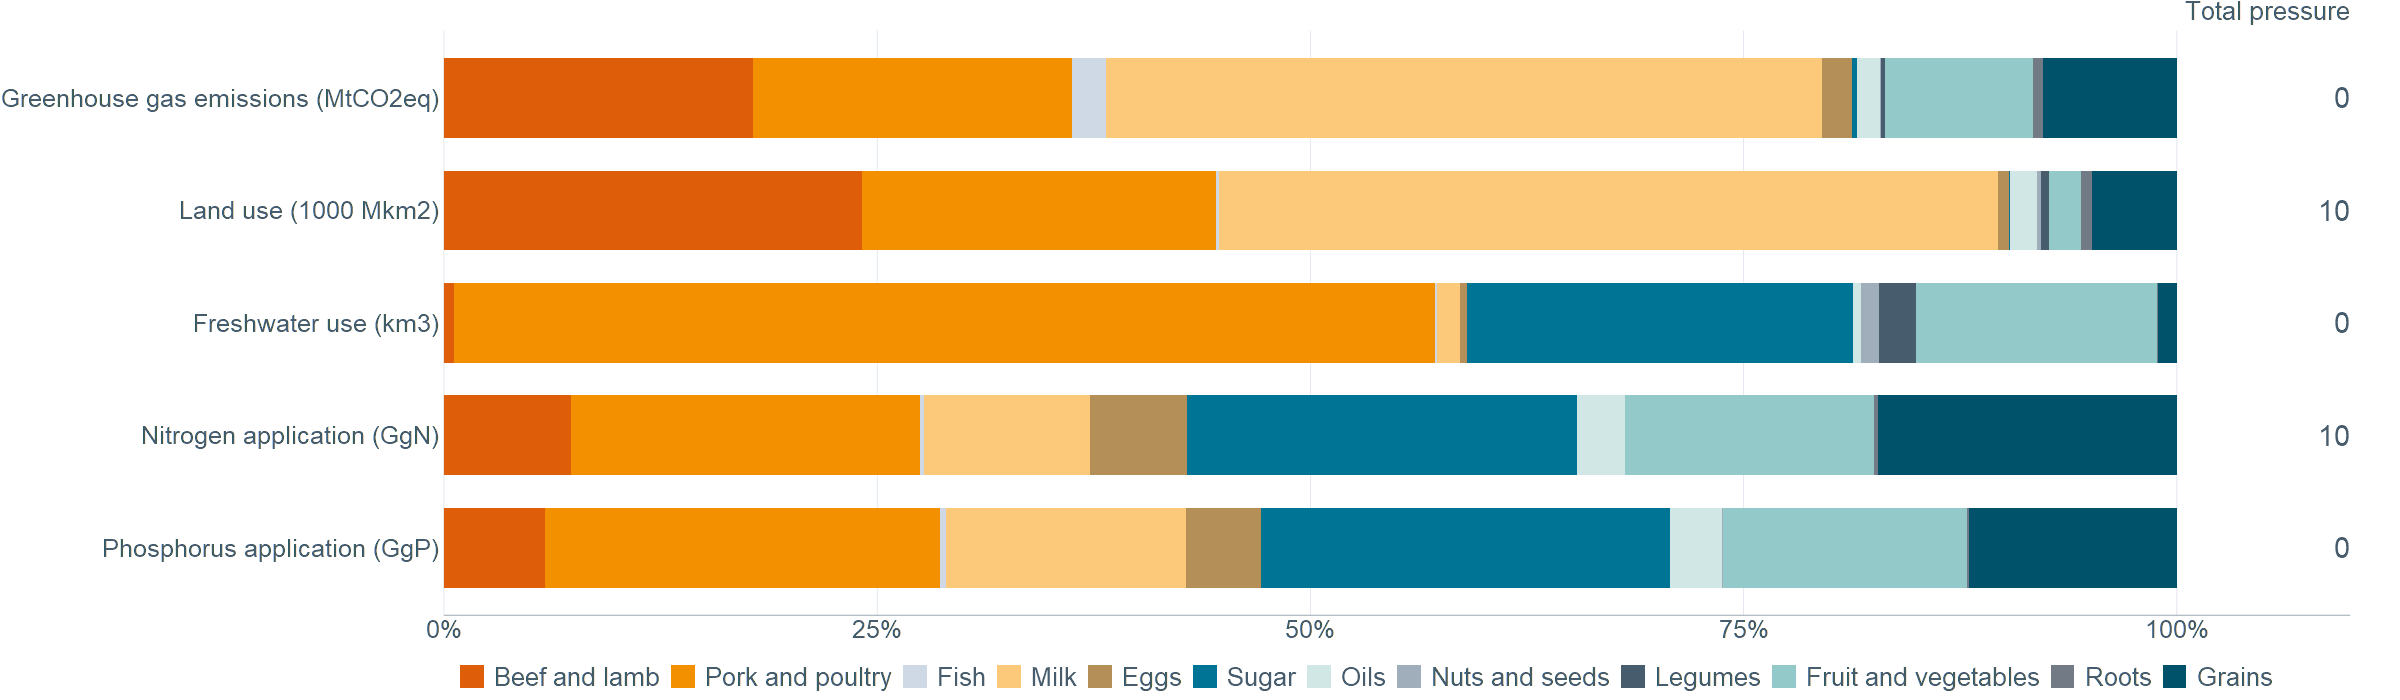 Total pressure
Greenhouse gas emissions (MtCO2eq) 0
Land use (1000 Mkm2) 10
Freshwater use (km3) 0
Nitrogen application (GgN) 10
Phosphorus application (GgP) 0
0% 25% 50% 75% 100%
Beef and lamb Pork and poultry Fish Milk Eggs Sugar Oils Nuts and seeds Legumes Fruit and vegetables Roots Grains